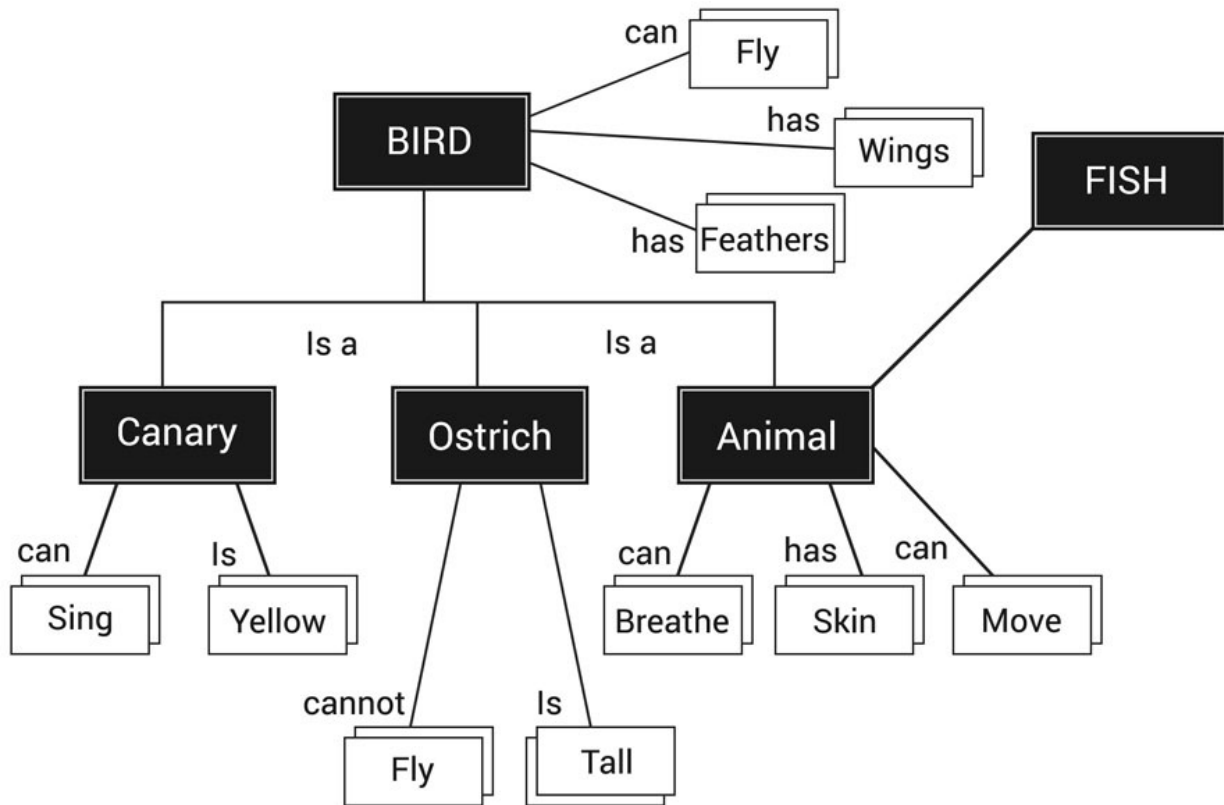 can
Fly
BIRD
has
Wings
FISH
has
Feathers
Is a
Is a
Canary
Ostrich
Animal
can
Is
can
has
can
Sing
Yellow
Breathe
Skin
Move
cannot
Is
Fly
Tall